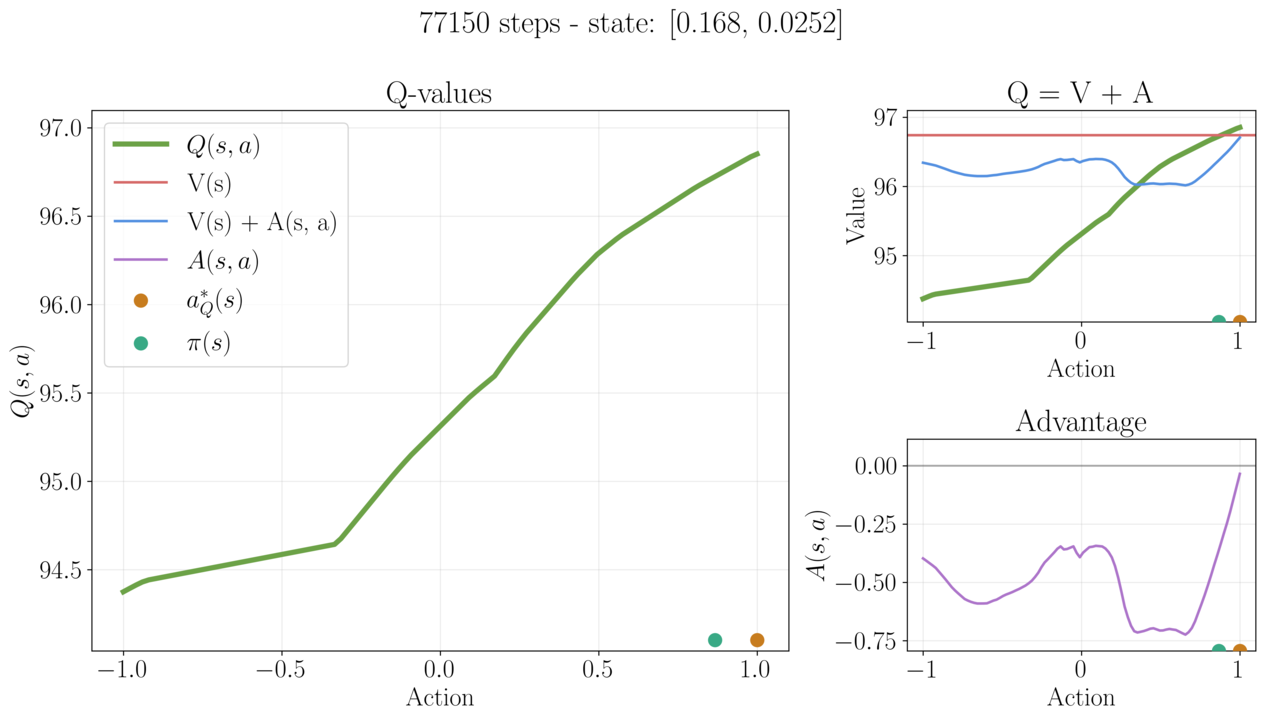 77150 steps - state: [0.168, 0.0252]
Q-values
97.0
96.5
96.0
95.5
95.0
94.5
Q(s, a)
−1.0
−0.5
0.0
0.5
1.0
Action
Q(s, a)
V(s)
V(s) + A(s, a)
A(s, a)
a*_Q(s)
π(s)
Q = V + A
97
96
95
Value
−1
0
1
Action
Advantage
0.00
−0.25
−0.50
−0.75
A(s, a)
−1
0
1
Action